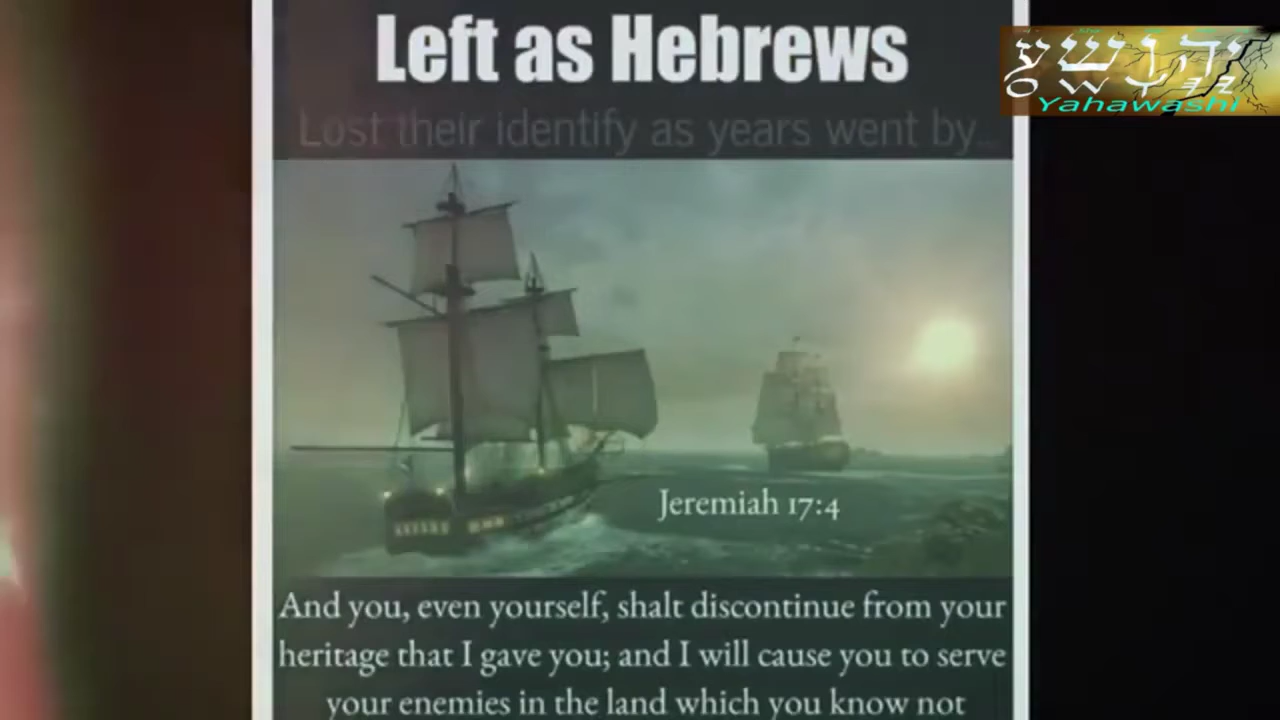 Left as Hebrews
Lost their identify as years went by...
יהושע
Yahawashi
Jeremiah 17:4
And you, even yourself, shalt discontinue from your
heritage that I gave you; and I will cause you to serve
your enemies in the land which you know not